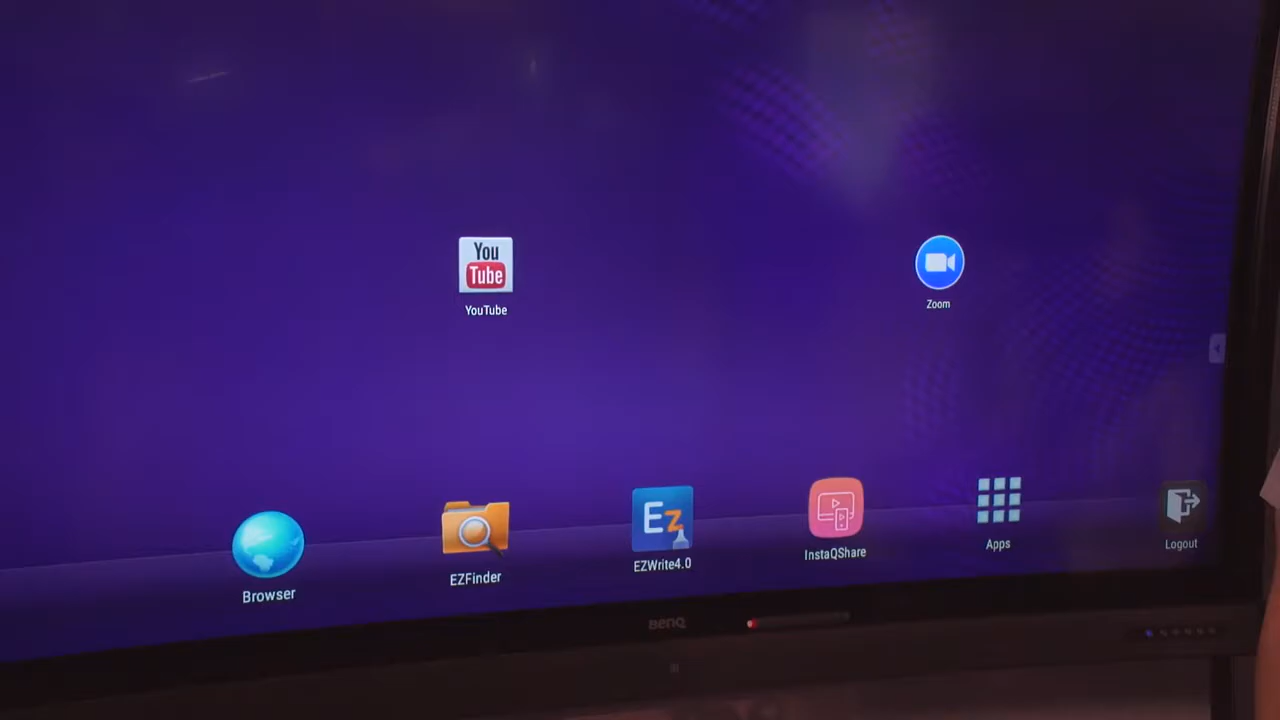 You
Tube
YouTube
Zoom
Browser
EZFinder
Ez
EZWrite4.0
InstaQShare
Apps
Logout
BenQ